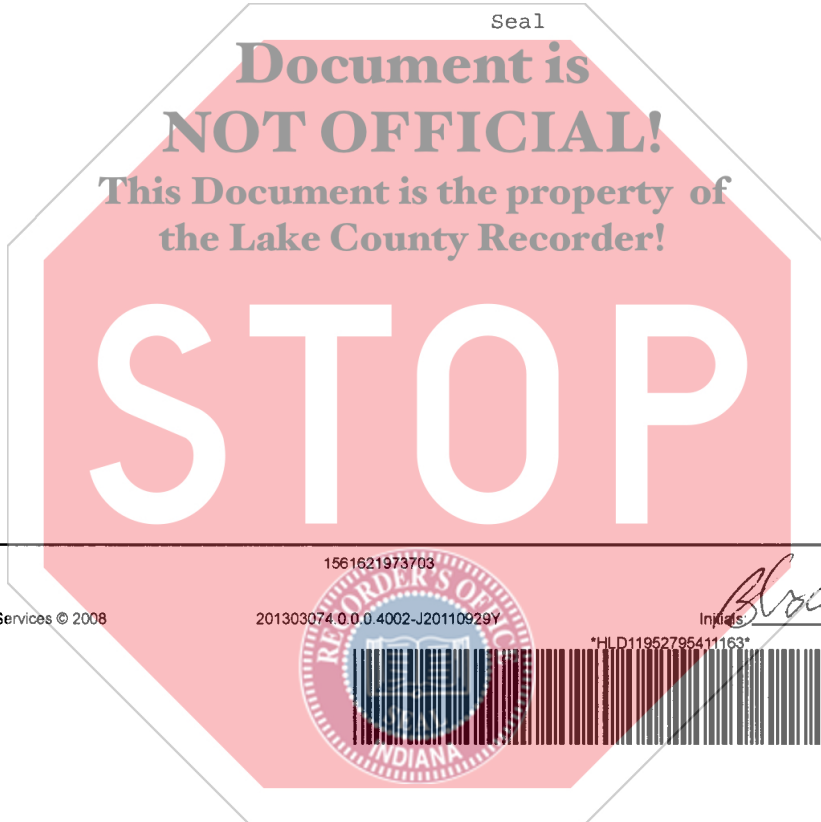 Seal
Document is
NOT OFFICIAL!
This Document is the property of
the Lake County Recorder!
STOP
1561621973703
Services © 2008
201303074.0.0.0.4002-J20110929Y
Initials:
*HLD11952795411163*
RECORDER'S OFFICE
SEAL
INDIANA